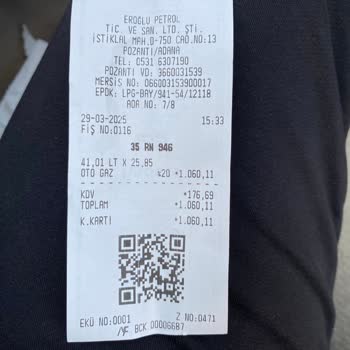 EROĞLU PETROL
TİC. VE SAN. LTD. ŞTİ.
İSTİKLAL MAH.D-750 CAD.NO:13
POZANTI/ADANA
TEL: 0531 6307190
POZANTI VD: 3660031539
MERSİS NO: 066003153900017
EPDK: LPG-BAY/941-54/12118
ADA NO: 7/8
29-03-2025 15:33
FİŞ NO:0116
35 RN 946
41,01 LT X 25,85
OTO GAZ %20 *1.060,11
KDV *176,69
TOPLAM *1.060,11
K.KARTI *1.060,11
EKÜ NO:0001 Z NO:0471
BCK 00006687